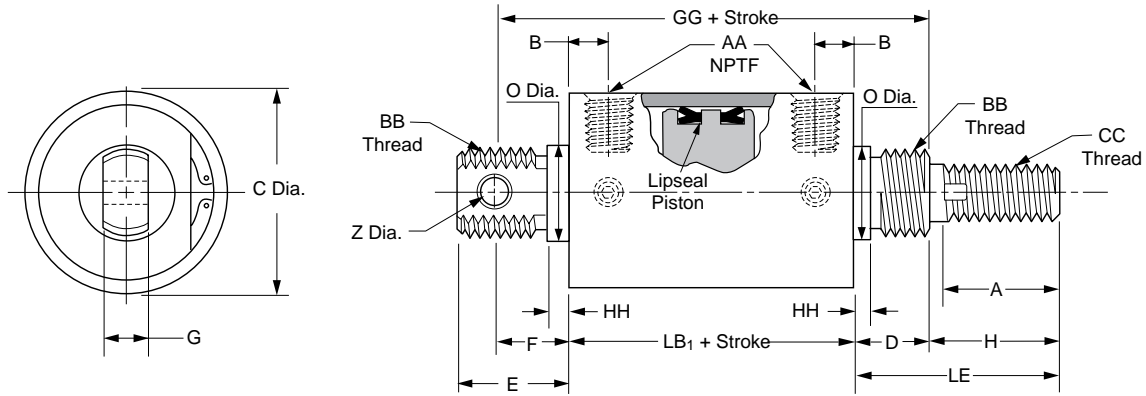 GG + Stroke
B
AA
NPTF
B
O Dia.
O Dia.
BB
Thread
BB
Thread
CC
Thread
C Dia.
Lipseal
Piston
Z Dia.
A
G
HH
HH
F
LB1 + Stroke
D
H
E
LE